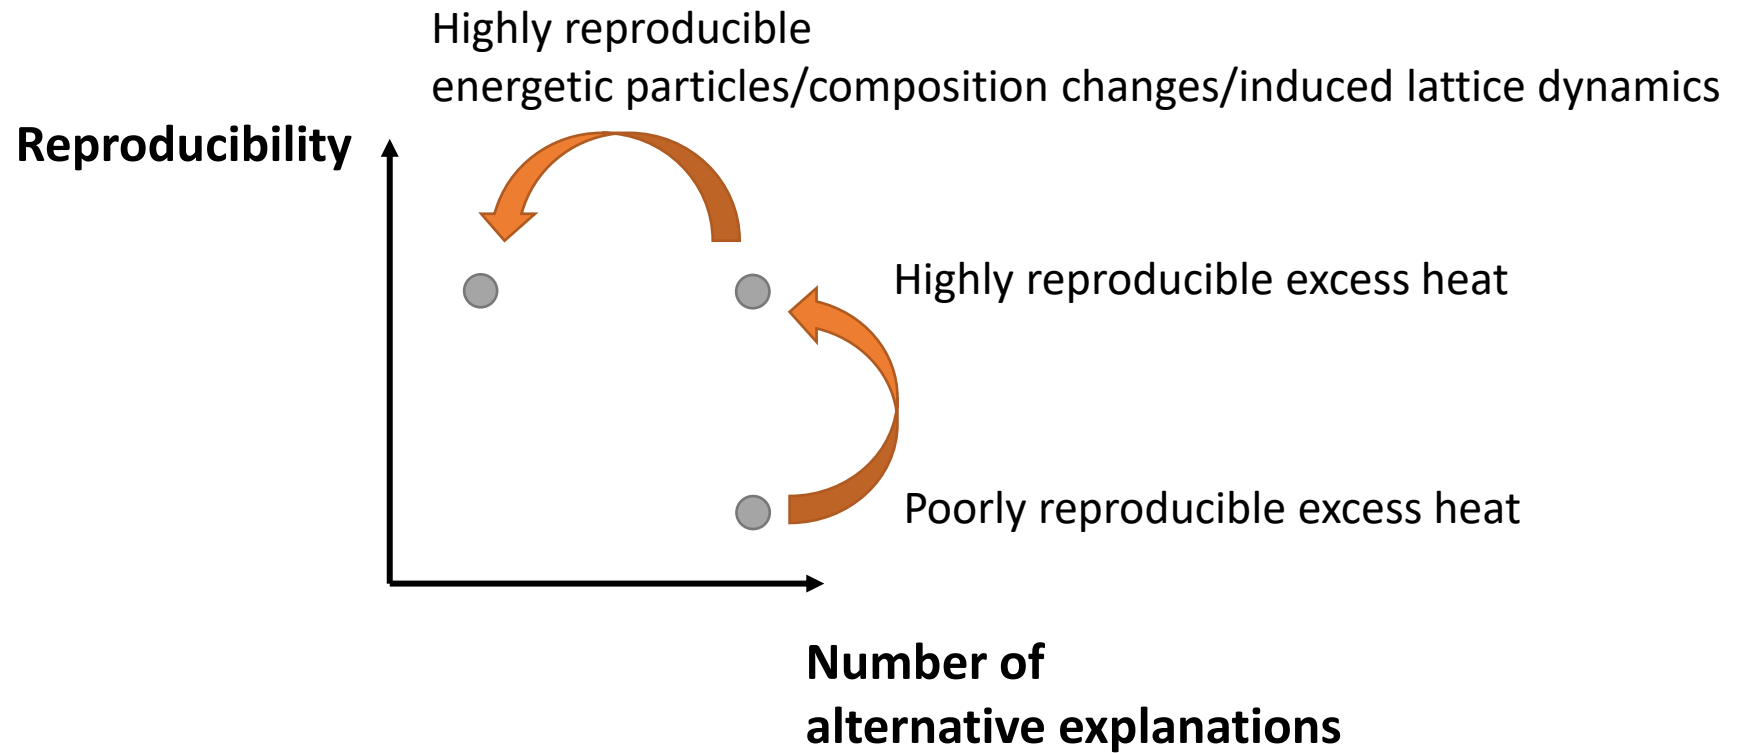 Highly reproducible
energetic particles/composition changes/induced lattice dynamics
Reproducibility
Highly reproducible excess heat
Poorly reproducible excess heat
Number of
alternative explanations